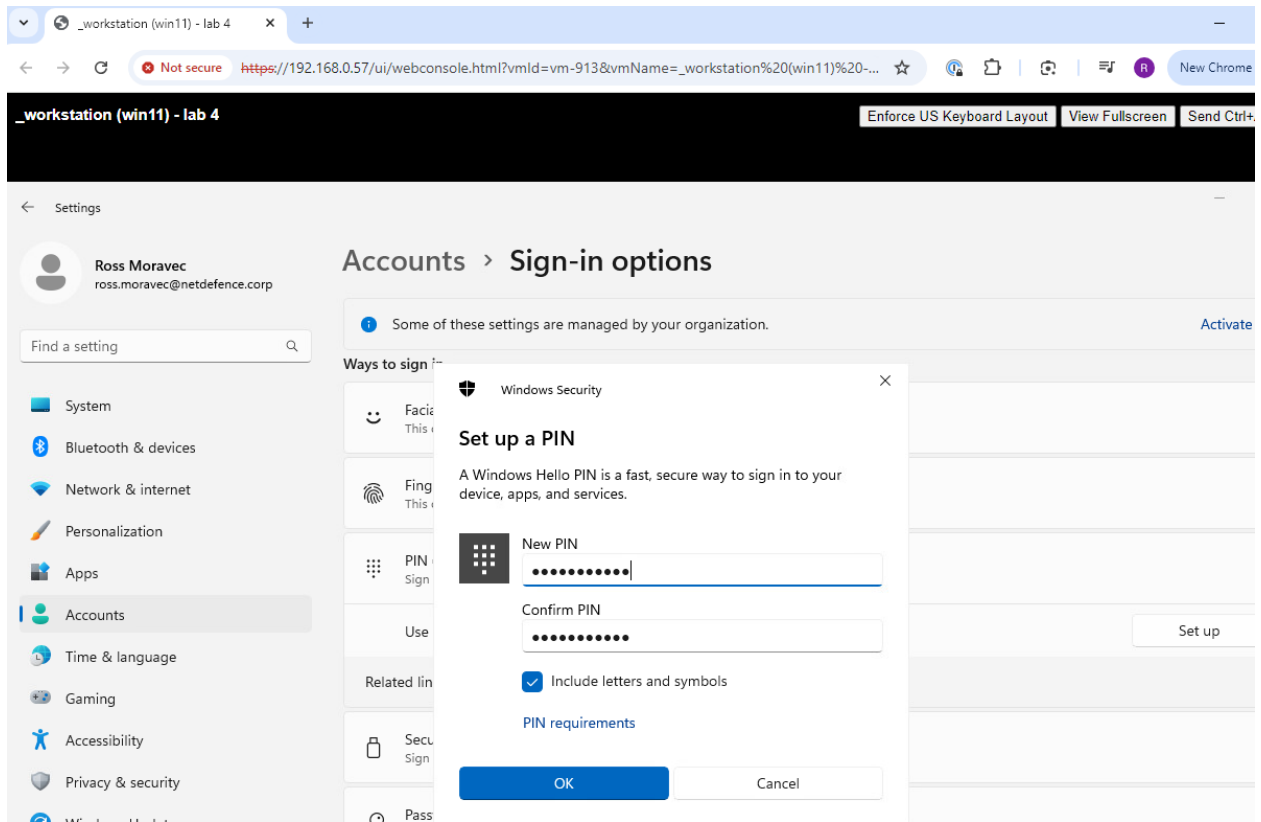 _workstation (win11) - lab 4
Not secure https://192.168.0.57/ui/webconsole.html?vmId=vm-913&vmName=_workstation%20(win11)%20-... R New Chrome
_workstation (win11) - lab 4 Enforce US Keyboard Layout View Fullscreen Send Ctrl+
Settings
Ross Moravec
ross.moravec@netdefence.corp
Accounts > Sign-in options
Some of these settings are managed by your organization. Activate
Find a setting
Ways to sign
System
Bluetooth & devices
Network & internet
Personalization
Apps
Accounts
Time & language
Gaming
Accessibility
Privacy & security
Facia
This
Fing
This
PIN
Sign
Use
Set up
Related lin
Secu
Sign
Pass
Windows Security
Set up a PIN
A Windows Hello PIN is a fast, secure way to sign in to your
device, apps, and services.
New PIN
●●●●●●●●●●●
Confirm PIN
●●●●●●●●●●●
Include letters and symbols
PIN requirements
OK Cancel